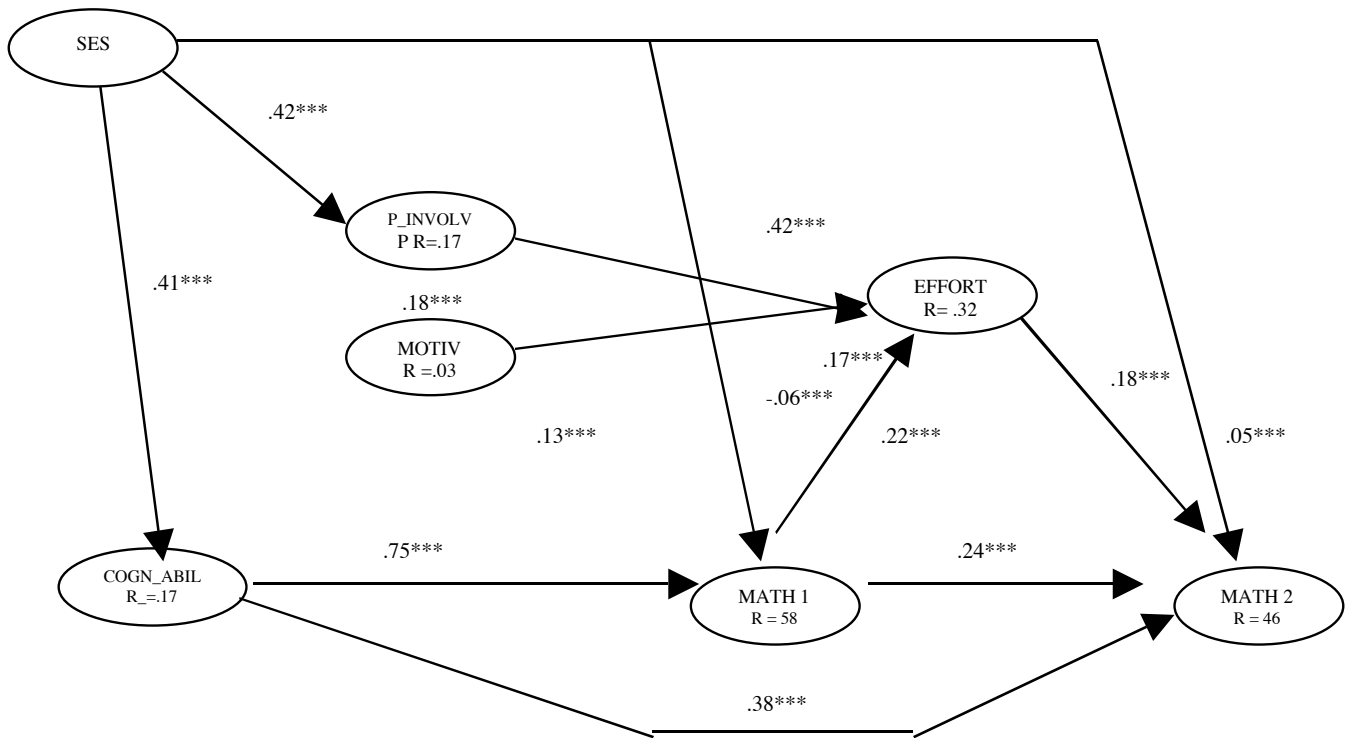 SES
.42***
P_INVOLV
P R=.17
.42***
.41***
EFFORT
R= .32
.18***
MOTIV
R =.03
.17***
.18***
-.06***
.13***
.22***
.05***
.75***
.24***
COGN_ABIL
R_=.17
MATH 1
R = 58
MATH 2
R = 46
.38***